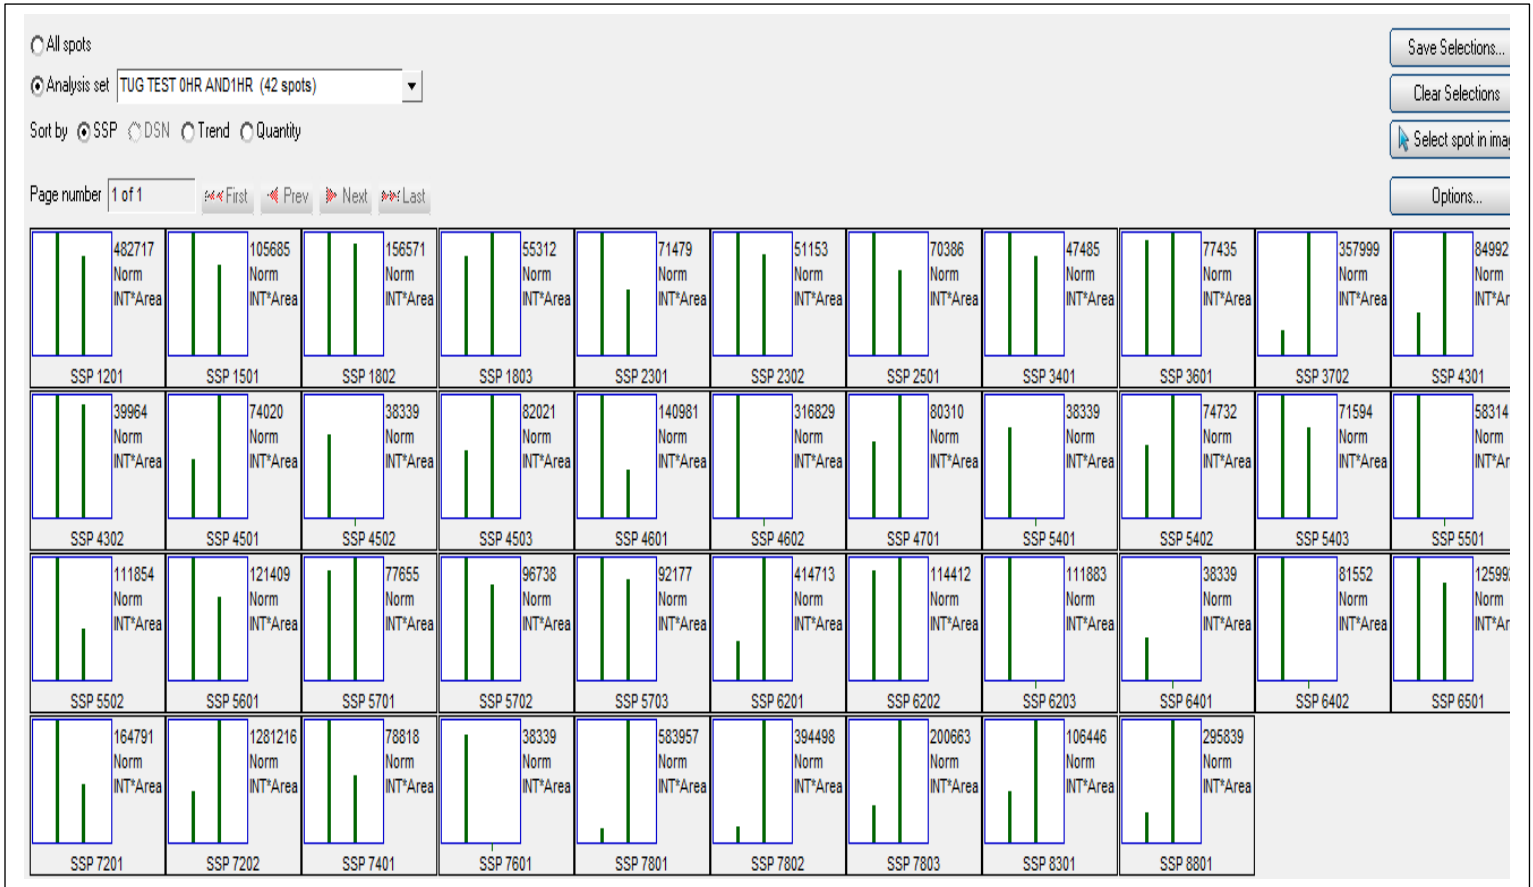 All spots
Save Selections...
Analysis set TUG TEST 0HR AND1HR (42 spots)
Clear Selections
Sort by SSP DSN Trend Quantity
Select spot in imag
Page number 1 of 1 First Prev Next Last
Options...
482717 105685 156571 55312 71479 51153 70386 47485 77435 357999 84992
Norm Norm Norm Norm Norm Norm Norm Norm Norm Norm Norm
INT*Area INT*Area INT*Area INT*Area INT*Area INT*Area INT*Area INT*Area INT*Area INT*Area INT*Ar
SSP 1201 SSP 1501 SSP 1802 SSP 1803 SSP 2301 SSP 2302 SSP 2501 SSP 3401 SSP 3601 SSP 3702 SSP 4301
39964 74020 38339 82021 140981 316829 80310 38339 74732 71594 58314
Norm Norm Norm Norm Norm Norm Norm Norm Norm Norm Norm
INT*Area INT*Area INT*Area INT*Area INT*Area INT*Area INT*Area INT*Area INT*Area INT*Area INT*Ar
SSP 4302 SSP 4501 SSP 4502 SSP 4503 SSP 4601 SSP 4602 SSP 4701 SSP 5401 SSP 5402 SSP 5403 SSP 5501
111854 121409 77655 96738 92177 414713 114412 111883 38339 81552 12599
Norm Norm Norm Norm Norm Norm Norm Norm Norm Norm Norm
INT*Area INT*Area INT*Area INT*Area INT*Area INT*Area INT*Area INT*Area INT*Area INT*Area INT*Ar
SSP 5502 SSP 5601 SSP 5701 SSP 5702 SSP 5703 SSP 6201 SSP 6202 SSP 6203 SSP 6401 SSP 6402 SSP 6501
164791 1281216 78818 38339 583957 394498 200663 106446 295839
Norm Norm Norm Norm Norm Norm Norm Norm Norm
INT*Area INT*Area INT*Area INT*Area INT*Area INT*Area INT*Area INT*Area INT*Area
SSP 7201 SSP 7202 SSP 7401 SSP 7601 SSP 7801 SSP 7802 SSP 7803 SSP 8301 SSP 8801